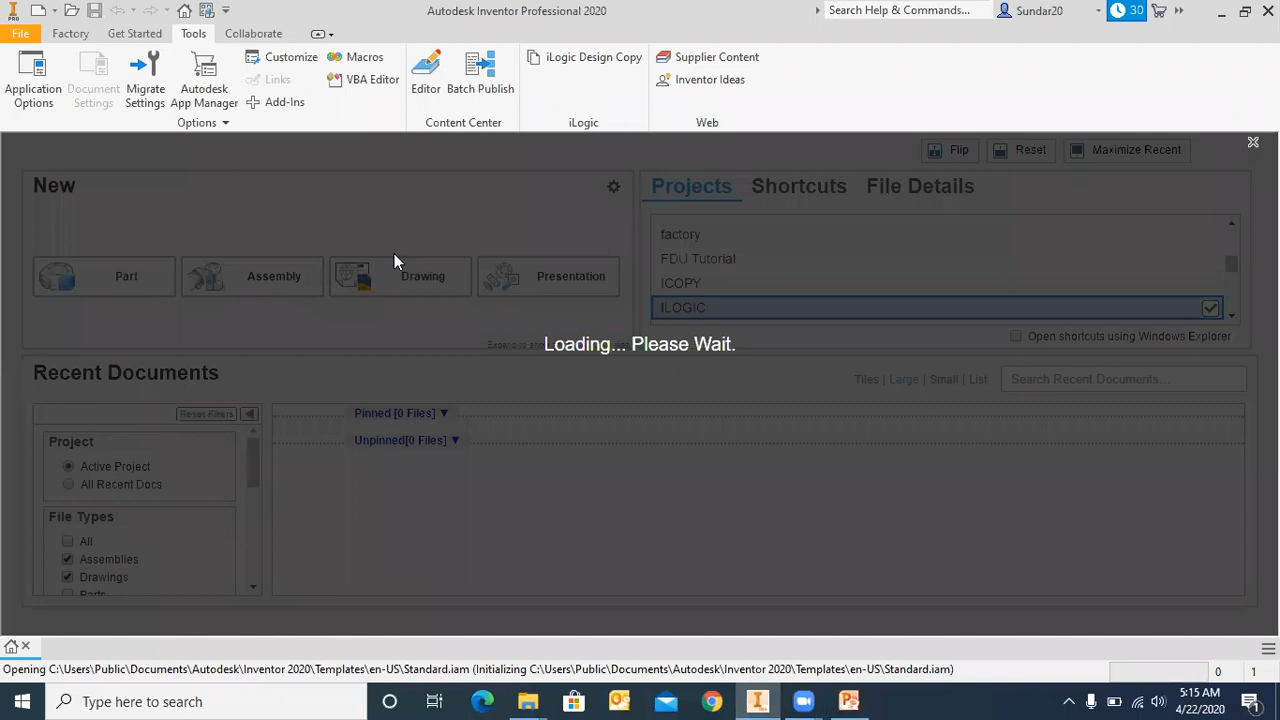 PRO
Autodesk Inventor Professional 2020
Search Help & Commands...
Sundar20
30
File
Factory
Get Started
Tools
Collaborate
Application Options
Document Settings
Migrate Settings
Autodesk App Manager
Customize
Links
Add-Ins
Macros
VBA Editor
Options
Editor
Batch Publish
Content Center
iLogic Design Copy
iLogic
Supplier Content
Inventor Ideas
Web
Flip
Reset
Maximize Recent
New
Part
Assembly
Drawing
Presentation
Projects
Shortcuts
File Details
factory
FDU Tutorial
ICOPY
ILOGIC
Open shortcuts using Windows Explorer
Loading... Please Wait.
Recent Documents
Tiles | Large | Small | List
Search Recent Documents...
Reset Filters
Project
Active Project
All Recent Docs
File Types
All
Assemblies
Drawings
Parts
Pinned [0 Files]
Unpinned[0 Files]
Opening C:\Users\Public\Documents\Autodesk\Inventor 2020\Templates\en-US\Standard.iam (Initializing C:\Users\Public\Documents\Autodesk\Inventor 2020\Templates\en-US\Standard.iam)
0
1
Type here to search
5:15 AM
4/22/2020
1